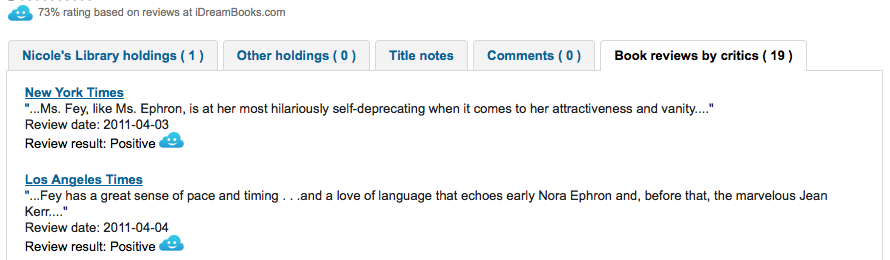 73% rating based on reviews at iDreamBooks.com
Nicole's Library holdings ( 1 )
Other holdings ( 0 )
Title notes
Comments ( 0 )
Book reviews by critics ( 19 )
New York Times
"...Ms. Fey, like Ms. Ephron, is at her most hilariously self-deprecating when it comes to her attractiveness and vanity...."
Review date: 2011-04-03
Review result: Positive
Los Angeles Times
"...Fey has a great sense of pace and timing . . .and a love of language that echoes early Nora Ephron and, before that, the marvelous Jean
Kerr...."
Review date: 2011-04-04
Review result: Positive